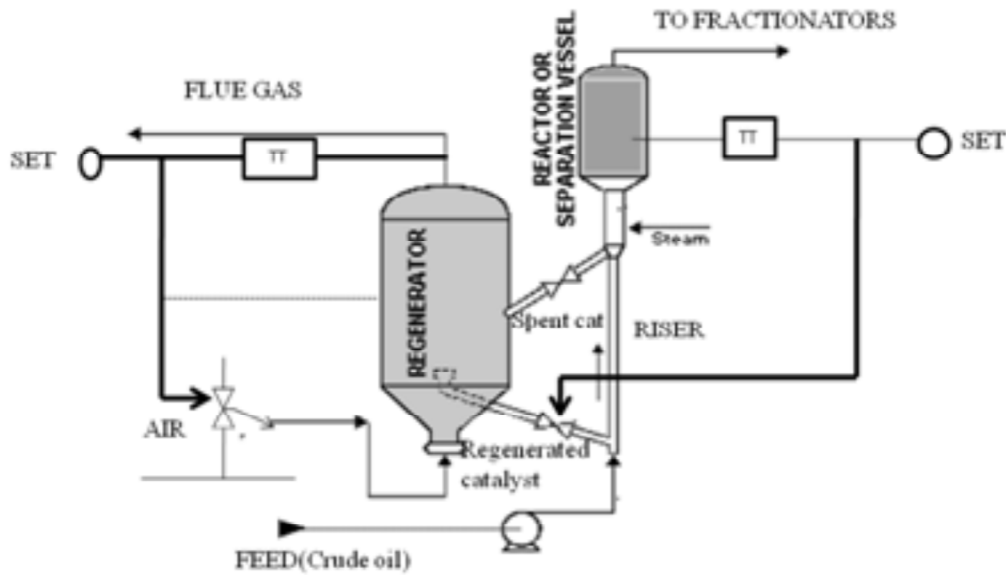 TO FRACTIONATORS
REACTOR OR
SEPARATION VESSEL
FLUE GAS
SET
TT
TT
SET
Steam
REGENERATOR
Spent cat
RISER
AIR
Regenerated
catalyst
FEED(Crude oil)